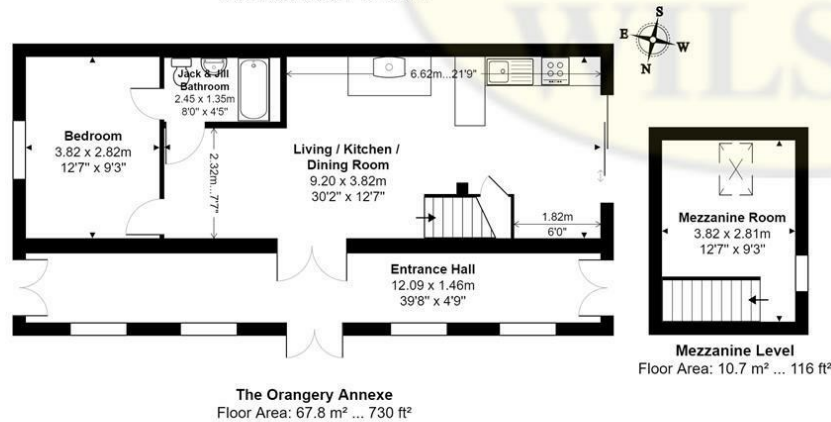 WILS
S
E
W
N
Jack & Jill
Bathroom
2.45 x 1.35m
8'0" x 4'5"
6.62m...21'9"
Bedroom
3.82 x 2.82m
12'7" x 9'3"
2.32m...7'7"
Living / Kitchen /
Dining Room
9.20 x 3.82m
30'2" x 12'7"
1.82m
6'0"
Entrance Hall
12.09 x 1.46m
39'8" x 4'9"
Mezzanine Room
3.82 x 2.81m
12'7" x 9'3"
Mezzanine Level
Floor Area: 10.7 m² ... 116 ft²
The Orangery Annexe
Floor Area: 67.8 m² ... 730 ft²